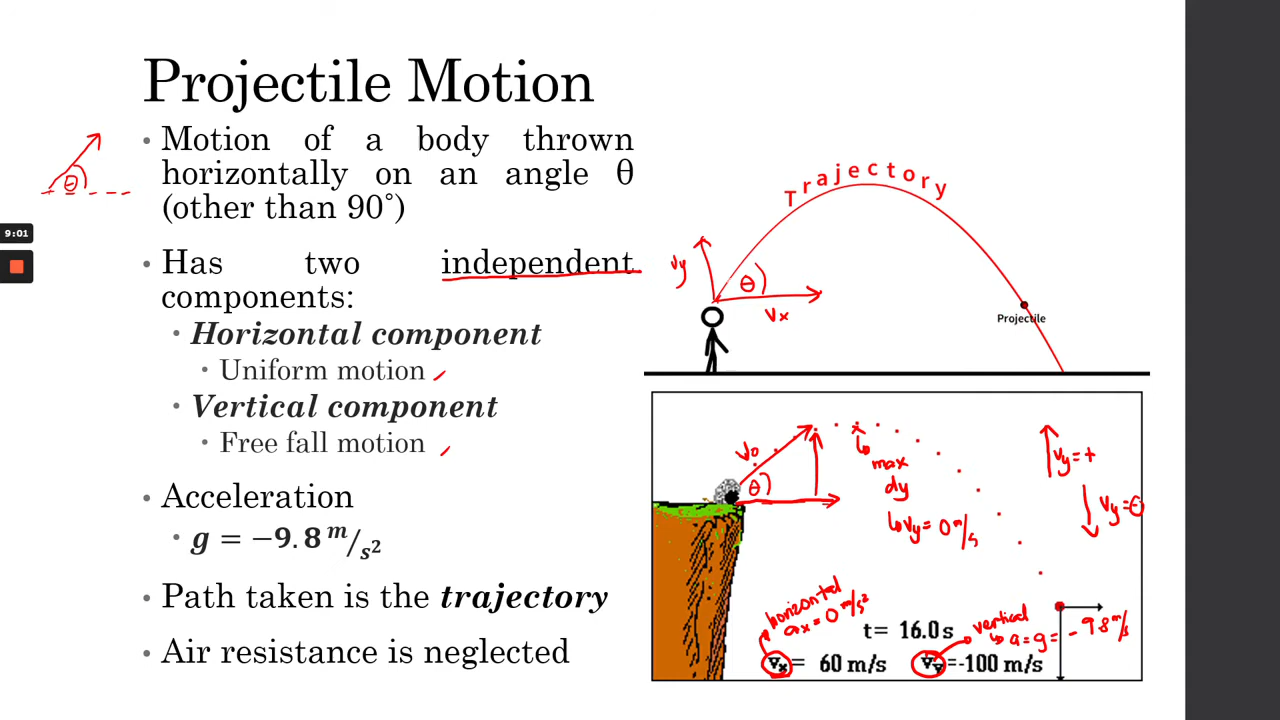 Projectile Motion
• Motion of a body thrown
horizontally on an angle θ
(other than 90°)
• Has two independent
components:
• Horizontal component
• Uniform motion
• Vertical component
• Free fall motion
• Acceleration
• g = −9.8 m/s²
• Path taken is the trajectory
• Air resistance is neglected
θ
9:01
Trajectory
vy
θ
vx
Projectile
vo
θ
max
dy
↳ vy = 0 m/s
vy = +
vy = ⊖
horizontal
ax = 0 m/s²
t= 16.0 s
vertical
↳ a = g = -9.8 m/s
Vx= 60 m/s
Vy=-100 m/s